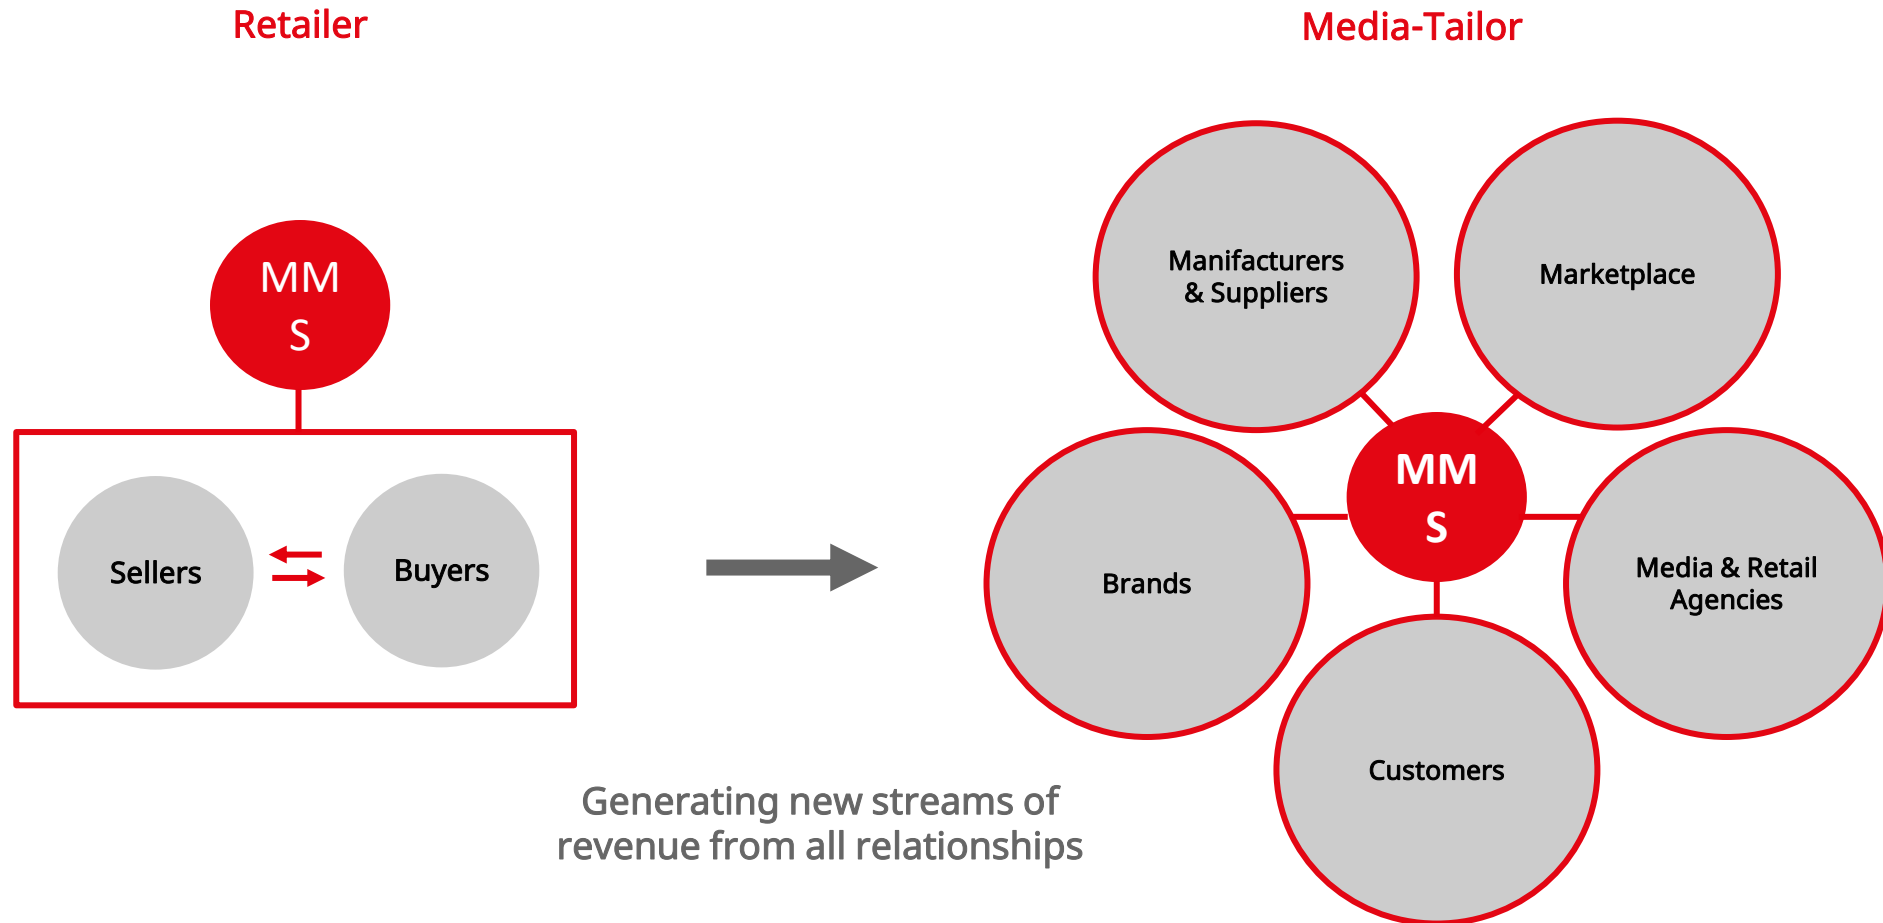 Retailer
MM
S
Sellers
Buyers
Generating new streams of
revenue from all relationships
Media-Tailor
Manifacturers
& Suppliers
Marketplace
MM
S
Brands
Media & Retail
Agencies
Customers